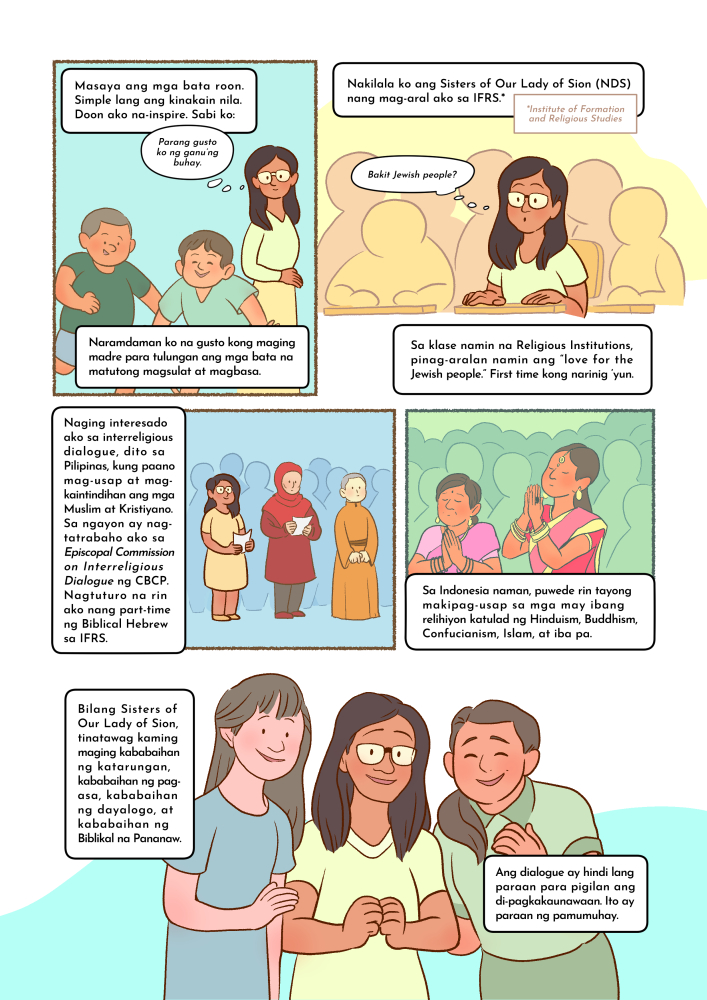 Masaya ang mga bata roon.
Simple lang ang kinakain nila.
Doon ako na-inspire. Sabi ko:
Parang gusto
ko ng ganu'ng
buhay.
Naramdaman ko na gusto kong maging
madre para tulungan ang mga bata na
matutong magsulat at magbasa.
Nakilala ko ang Sisters of Our Lady of Sion (NDS)
nang mag-aral ako sa IFRS.*
*Institute of Formation
and Religious Studies
Bakit Jewish people?
Sa klase namin na Religious Institutions,
pinag-aralan namin ang “love for the
Jewish people.” First time kong narinig ‘yun.
Naging interesado
ako sa interreligious
dialogue, dito sa
Pilipinas, kung paano
mag-usap at mag-
kaintindihan ang mga
Muslim at Kristiyano.
Sa ngayon ay nag-
tatrabaho ako sa
Episcopal Commission
on Interreligious
Dialogue ng CBCP.
Nagtuturo na rin
ako nang part-time
ng Biblical Hebrew
sa IFRS.
Sa Indonesia naman, puwede rin tayong
makipag-usap sa mga may ibang
relihiyon katulad ng Hinduism, Buddhism,
Confucianism, Islam, at iba pa.
Bilang Sisters of
Our Lady of Sion,
tinatawag kaming
maging kababaihan
ng katarungan,
kababaihan ng pag-
asa, kababaihan
ng dayalogo, at
kababaihan ng
Biblikal na Pananaw.
Ang dialogue ay hindi lang
paraan para pigilan ang
di-pagkakaunawaan. Ito ay
paraan ng pamumuhay.